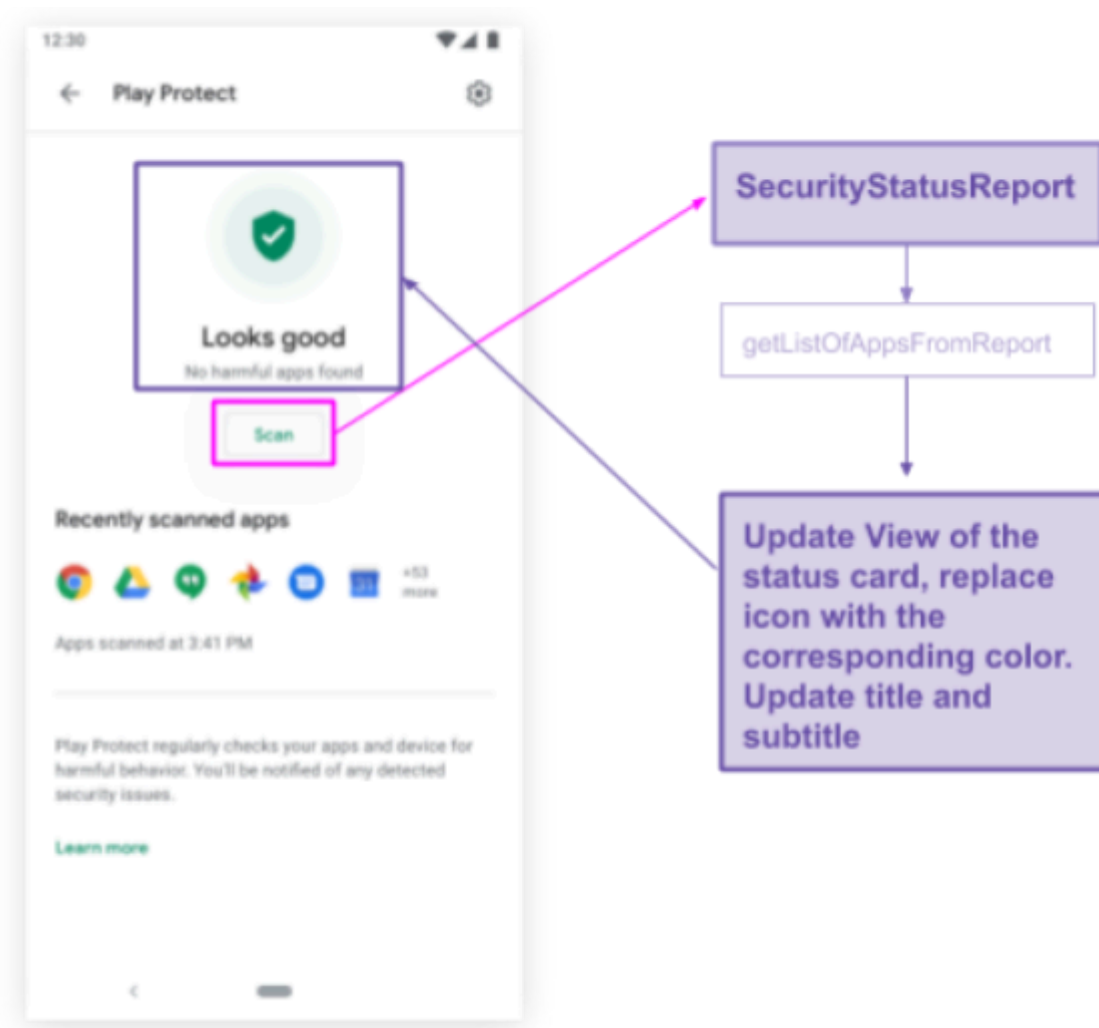 12:30
Play Protect
Looks good
No harmful apps found
Scan
Recently scanned apps
+53
more
Apps scanned at 3:41 PM
Play Protect regularly checks your apps and device for
harmful behavior. You'll be notified of any detected
security issues.
Learn more
SecurityStatusReport
getListOfAppsFromReport
Update View of the
status card, replace
icon with the
corresponding color.
Update title and
subtitle